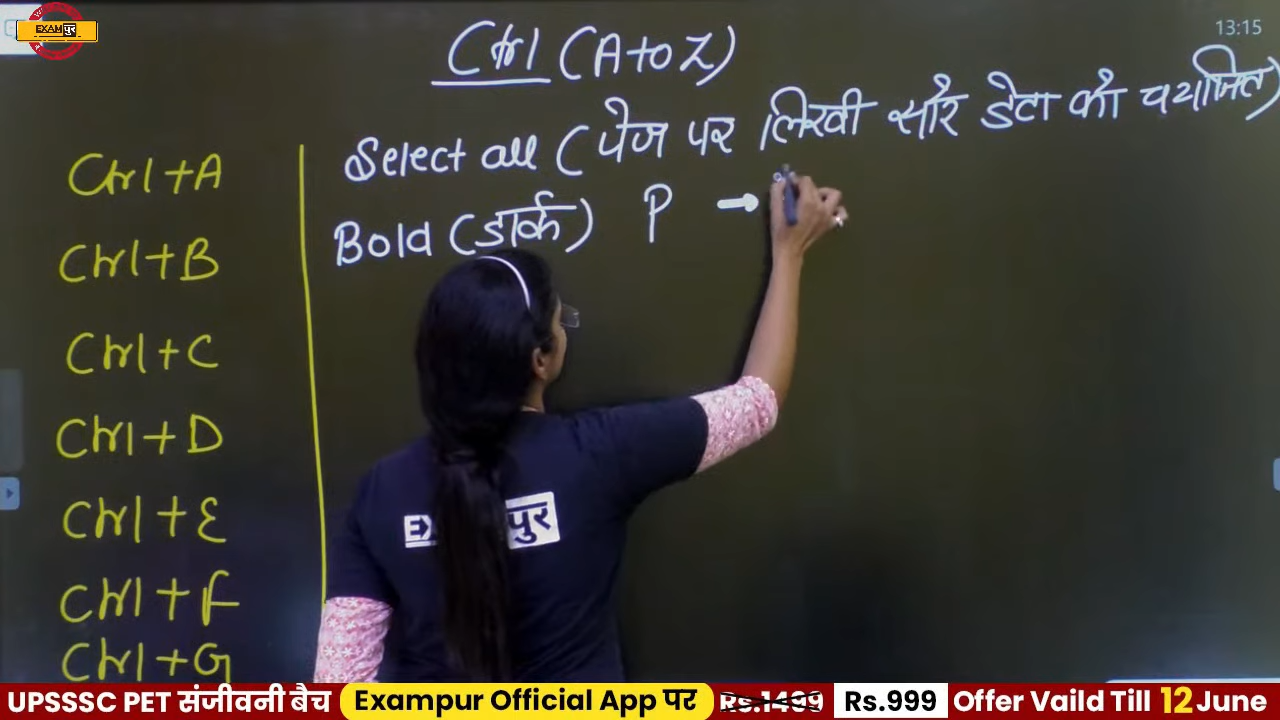 EXAMपुर
13:15
Ctrl (A to Z)
Ctrl+A Select all (पेज पर लिखी सारे डेटा को चयनित)
Ctrl+B Bold (डार्क) P →
Ctrl+C
Ctrl+D
Ctrl+E
Ctrl+F
Ctrl+G
पुर
UPSSSC PET संजीवनी बैच Exampur Official App पर Rs.1499 Rs.999 Offer Vaild Till 12 June